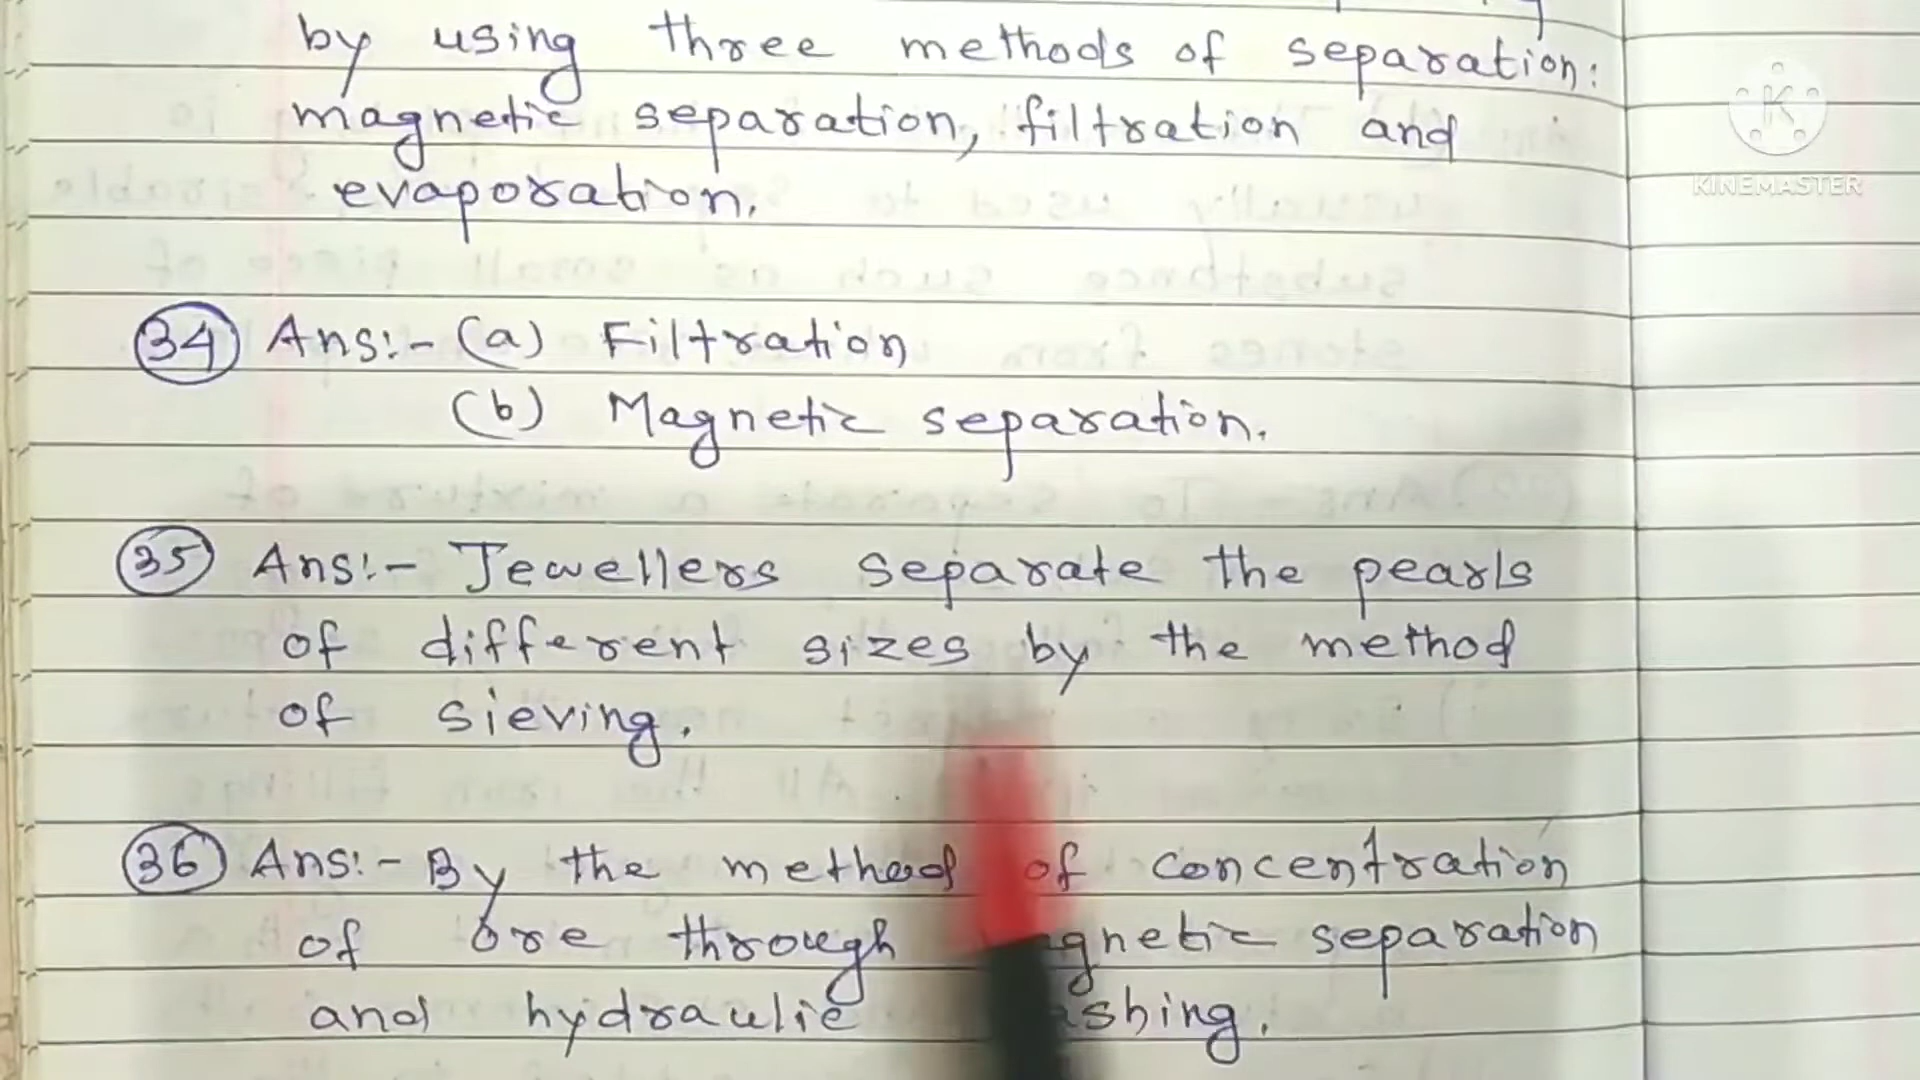 by using three methods of separation:
magnetic separation, filtration and
evaporation.
KINEMASTER
34 Ans:- (a) Filtration
(b) Magnetic separation.
35 Ans:- Jewellers separate the pearls
of different sizes by the method
of sieving.
36 Ans:- By the method of concentration
of ore through separation
and hydraulic